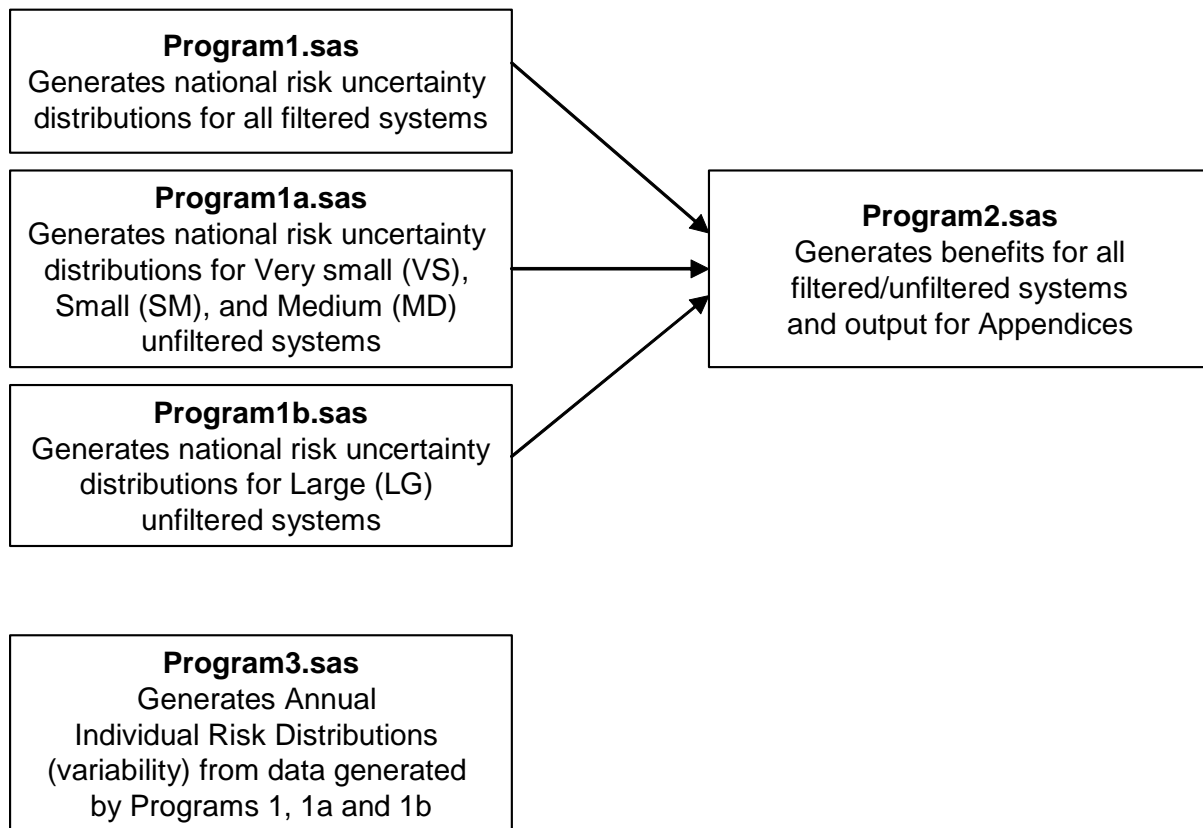 Program1.sas
Generates national risk uncertainty
distributions for all filtered systems
Program1a.sas
Generates national risk uncertainty
distributions for Very small (VS),
Small (SM), and Medium (MD)
unfiltered systems
Program1b.sas
Generates national risk uncertainty
distributions for Large (LG)
unfiltered systems
Program2.sas
Generates benefits for all
filtered/unfiltered systems
and output for Appendices
Program3.sas
Generates Annual
Individual Risk Distributions
(variability) from data generated
by Programs 1, 1a and 1b